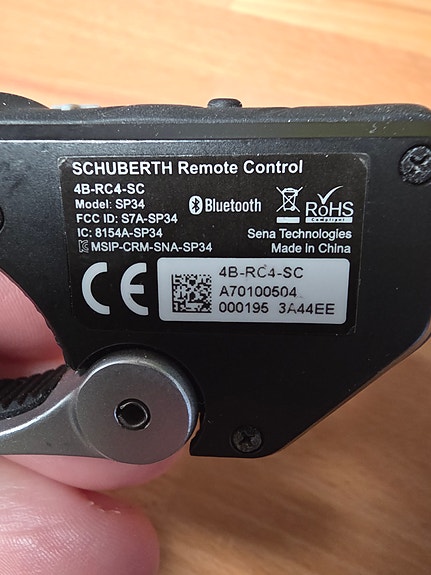 SCHUBERTH Remote Control
4B-RC4-SC
Model: SP34
FCC ID: S7A-SP34
IC: 8154A-SP34
MSIP-CRM-SNA-SP34
Bluetooth
RoHS
Compliant
Sena Technologies
Made in China
CE
4B-RC4-SC
A70100504
000195 3A44EE